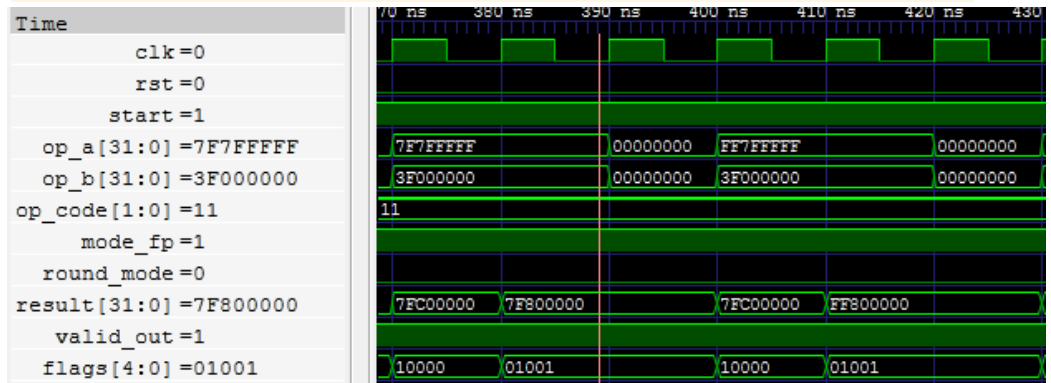 Time 70 ns 380 ns 390 ns 400 ns 410 ns 420 ns 430
clk=0
rst=0
start=1
op_a[31:0]=7F7FFFFF 7F7FFFFF 00000000 FF7FFFFF 00000000
op_b[31:0]=3F000000 3F000000 00000000 3F000000 00000000
op_code[1:0]=11 11
mode_fp=1
round_mode=0
result[31:0]=7F800000 7FC00000 7F800000 7FC00000 FF800000
valid_out=1
flags[4:0]=01001 10000 01001 10000 01001